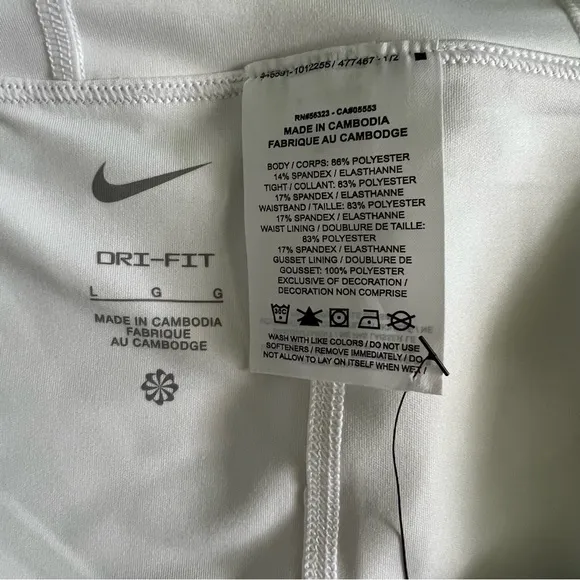 DRI-FIT
L G G
MADE IN CAMBODIA
FABRIQUE
AU CAMBODGE
RN#56323 - CA#05553
MADE IN CAMBODIA
FABRIQUE AU CAMBODGE
BODY / CORPS: 86% POLYESTER
14% SPANDEX / ELASTHANNE
TIGHT / COLLANT: 83% POLYESTER
17% SPANDEX / ELASTHANNE
WAISTBAND / TAILLE: 83% POLYESTER
17% SPANDEX / ELASTHANNE
WAIST LINING / DOUBLURE DE TAILLE:
83% POLYESTER
17% SPANDEX / ELASTHANNE
GUSSET LINING / DOUBLURE DE
GOUSSET: 100% POLYESTER
EXCLUSIVE OF DECORATION /
DECORATION NON COMPRISE
WASH WITH LIKE COLORS / DO NOT USE
SOFTENERS / REMOVE IMMEDIATELY / DO
NOT ALLOW TO LAY ON ITSELF WHEN WET /